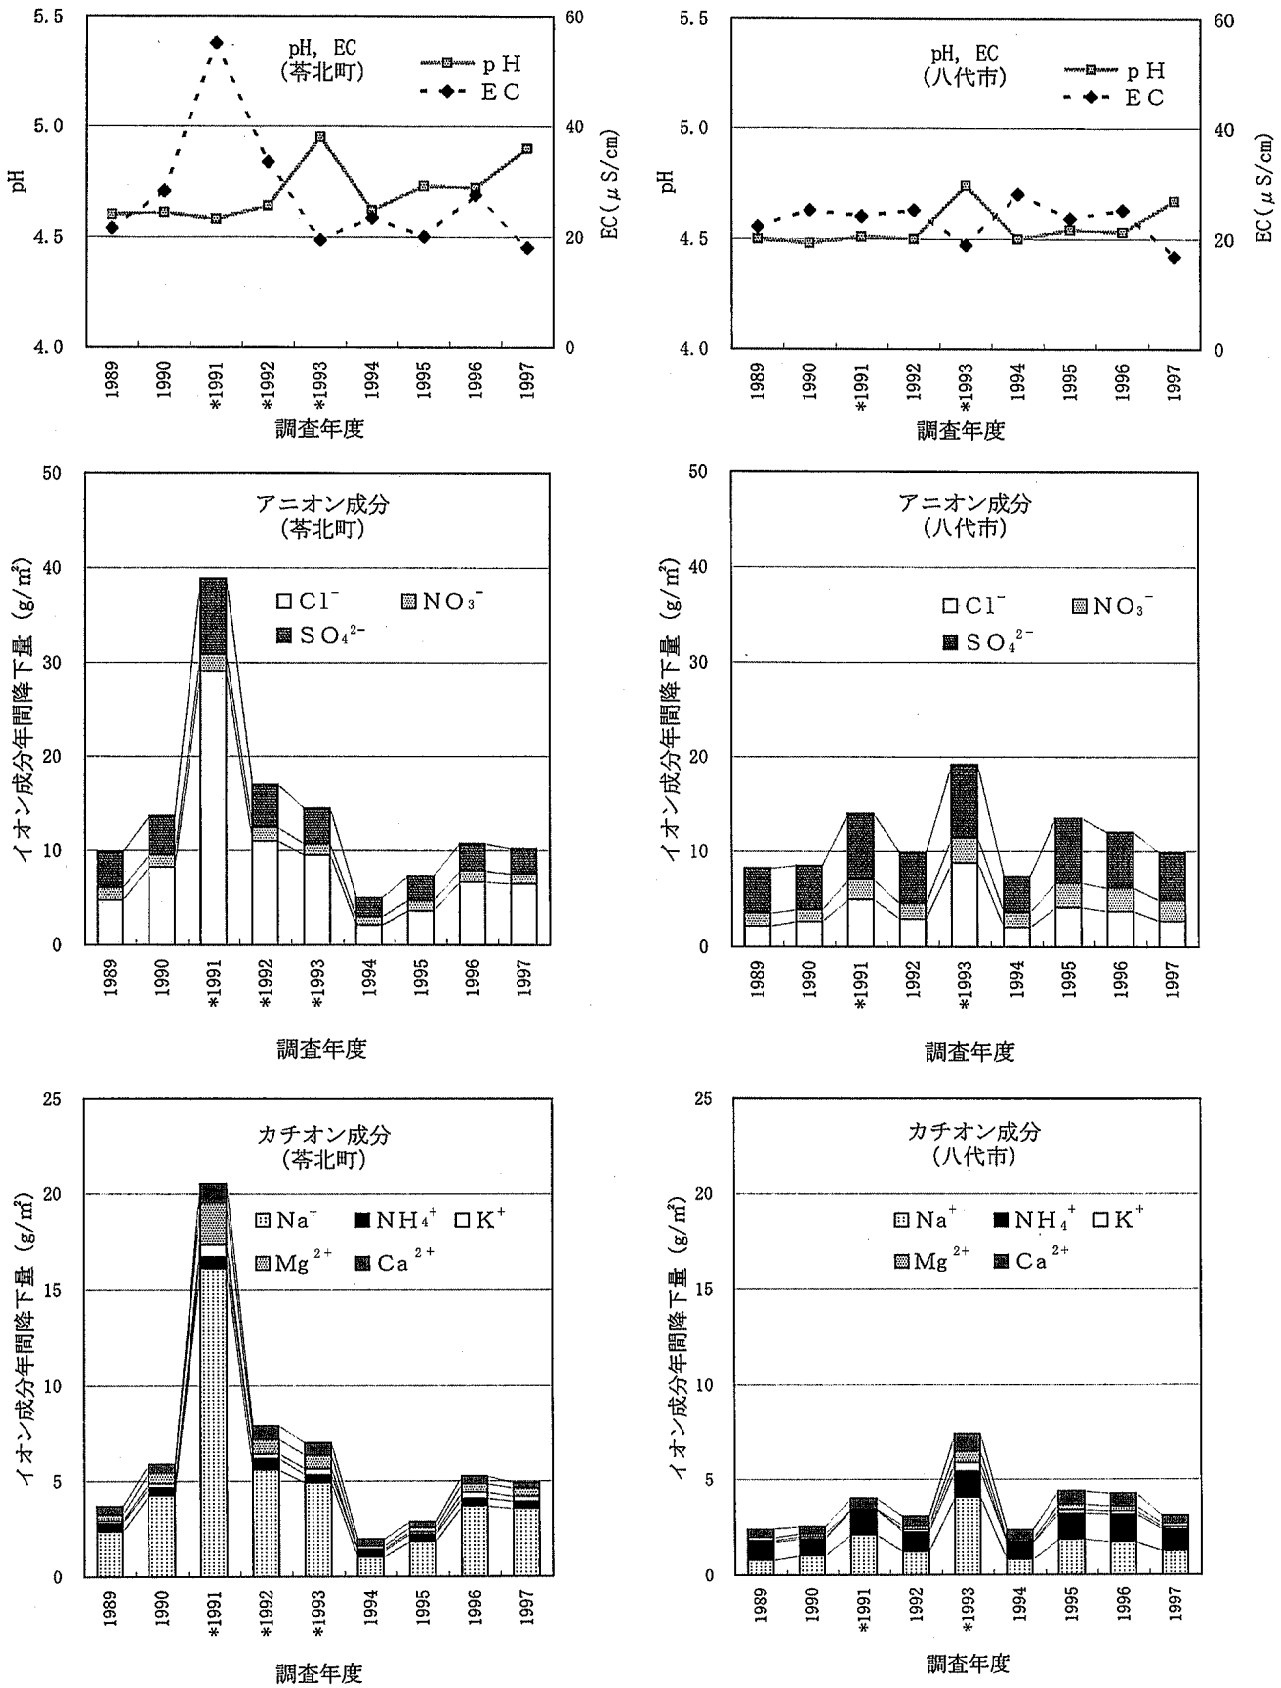 5.5
5.0
4.5
4.0
pH
pH, EC
(苓北町)
pH
EC
60
40
20
0
EC(μS/cm)
1989
1990
*1991
*1992
*1993
1994
1995
1996
1997
調査年度
5.5
5.0
4.5
4.0
pH
pH, EC
(八代市)
pH
EC
60
40
20
0
EC(μS/cm)
1989
1990
*1991
1992
*1993
1994
1995
1996
1997
調査年度
50
40
30
20
10
0
イオン成分年間降下量 (g/㎡)
アニオン成分
(苓北町)
Cl⁻ NO₃⁻
SO₄²⁻
1989
1990
*1991
*1992
*1993
1994
1995
1996
1997
調査年度
50
40
30
20
10
0
イオン成分年間降下量 (g/㎡)
アニオン成分
(八代市)
Cl⁻ NO₃⁻
SO₄²⁻
1989
1990
*1991
1992
*1993
1994
1995
1996
1997
調査年度
25
20
15
10
5
0
イオン成分年間降下量 (g/㎡)
カチオン成分
(苓北町)
Na⁻ NH₄⁺ K⁺
Mg²⁺ Ca²⁺
1989
1990
*1991
*1992
*1993
1994
1995
1996
1997
調査年度
25
20
15
10
5
0
イオン成分年間降下量 (g/㎡)
カチオン成分
(八代市)
Na⁺ NH₄⁺ K⁺
Mg²⁺ Ca²⁺
1989
1990
*1991
1992
*1993
1994
1995
1996
1997
調査年度